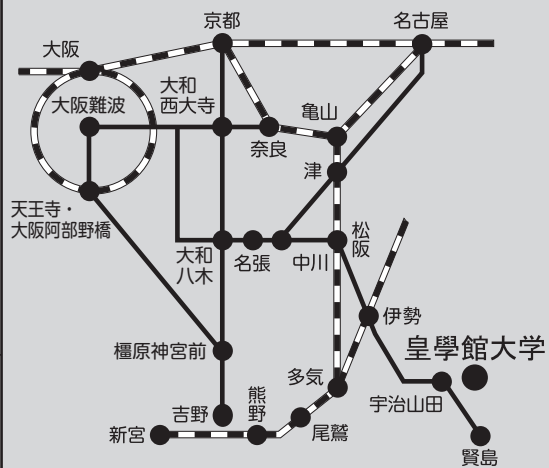 京都
名古屋
大阪
大和
西大寺
大阪難波
亀山
奈良
津
天王寺・
大阪阿部野橋
松
阪
大和
八木
名張
中川
伊勢
皇學館大学
橿原神宮前
多気
宇治山田
熊
野
吉野
新宮
尾鷲
賢島